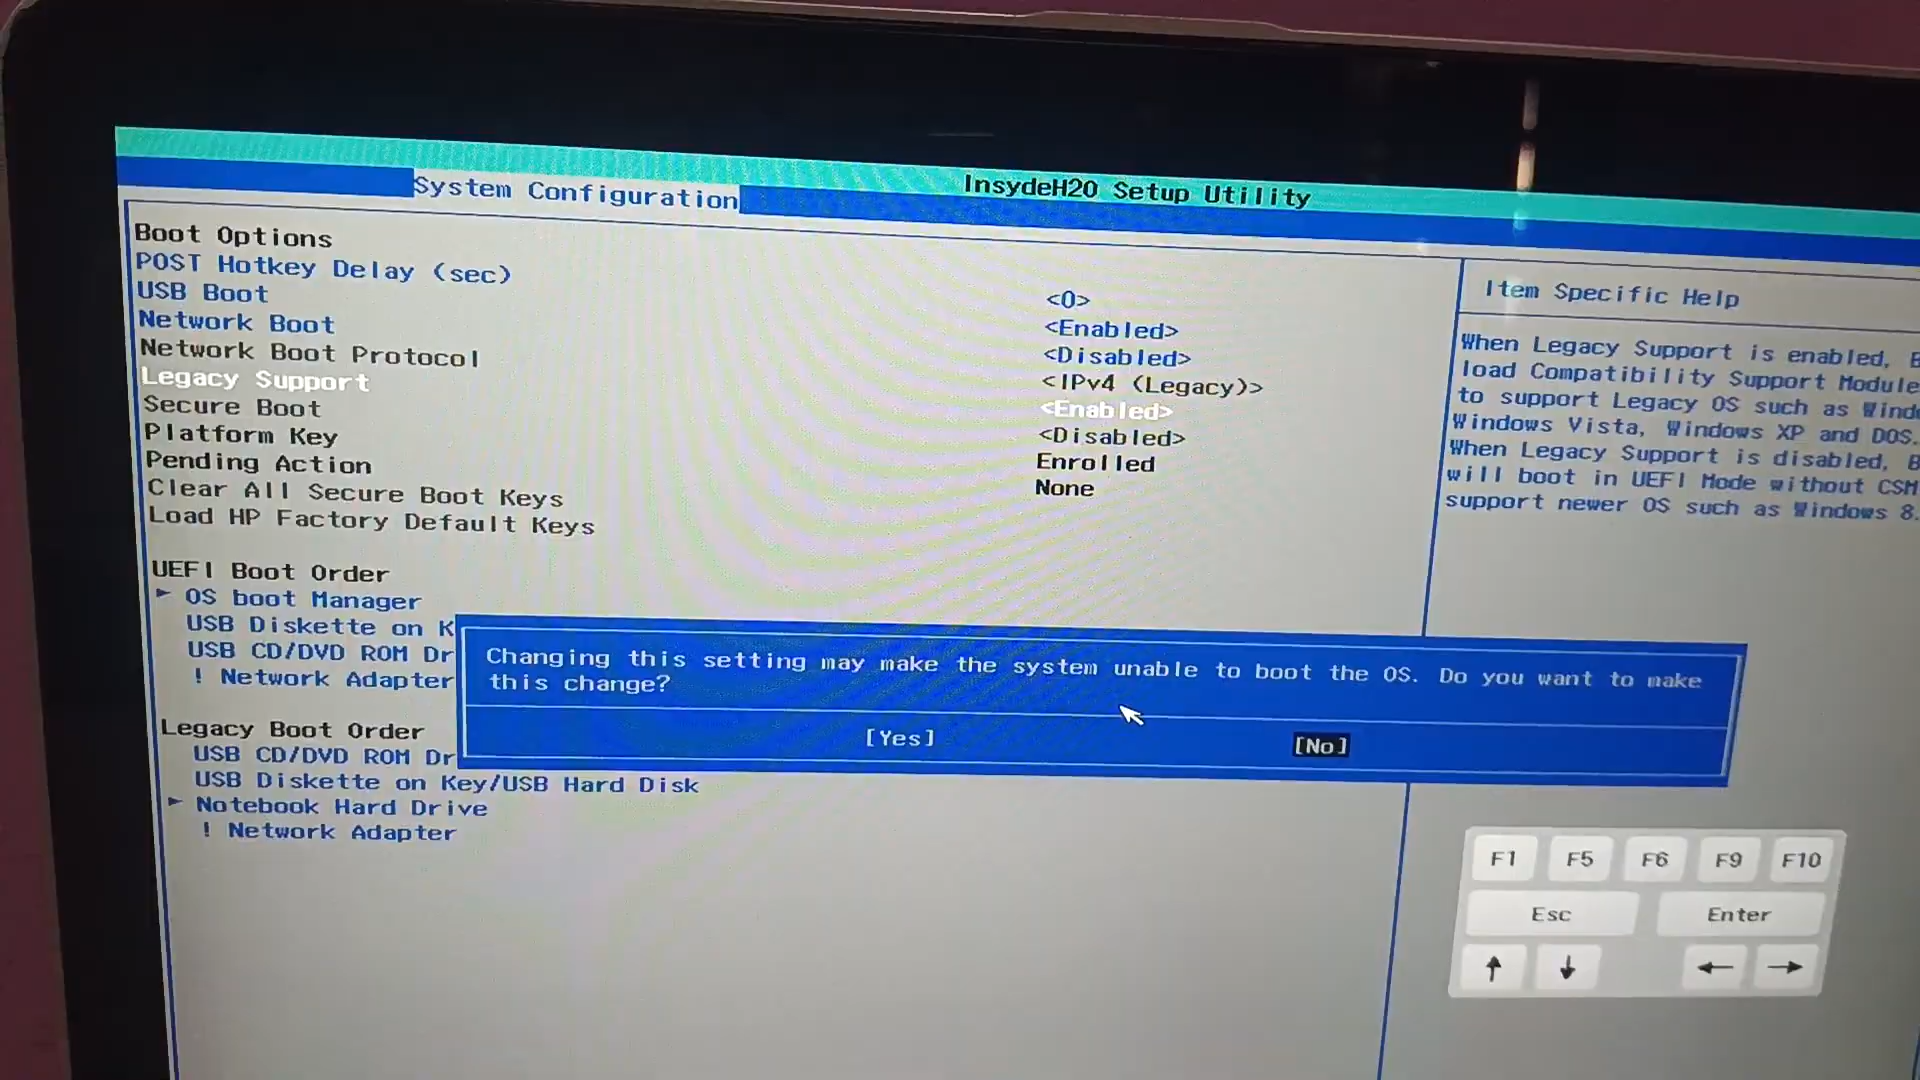 InsydeH20 Setup Utility
System Configuration
Boot Options
POST Hotkey Delay (sec) <0>
USB Boot <Enabled>
Network Boot <Disabled>
Network Boot Protocol <IPv4 (Legacy)>
Legacy Support <Enabled>
Secure Boot <Disabled>
Platform Key Enrolled
Pending Action None
Clear All Secure Boot Keys
Load HP Factory Default Keys
UEFI Boot Order
► OS boot Manager
USB Diskette on K
USB CD/DVD ROM Dr
! Network Adapter
Legacy Boot Order
USB CD/DVD ROM Dr
USB Diskette on Key/USB Hard Disk
► Notebook Hard Drive
! Network Adapter
Item Specific Help
When Legacy Support is enabled,
load Compatibility Support Module
to support Legacy OS such as
Windows Vista, Windows XP and DOS.
When Legacy Support is disabled,
will boot in UEFI Mode without CSM
support newer OS such as Windows 8.
Changing this setting may make the system unable to boot the OS. Do you want to make
this change?
[Yes] [No]
F1 F5 F6 F9 F10
Esc Enter
↑ ↓ ← →